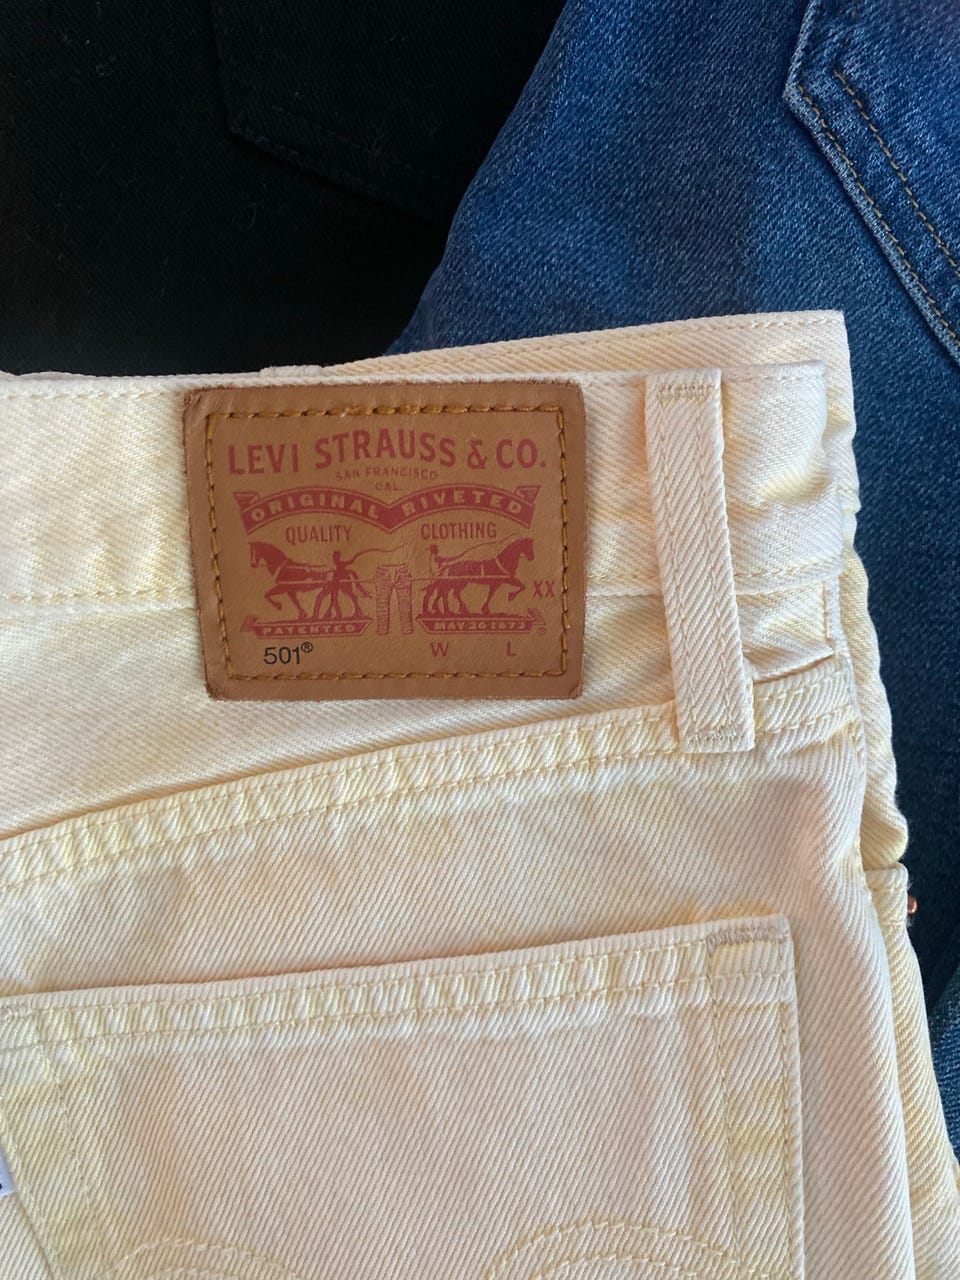 LEVI STRAUSS & CO.
SAN FRANCISCO
CAL.
ORIGINAL RIVETED
QUALITY CLOTHING
XX
PATENTED MAY 20 1873
501® W L